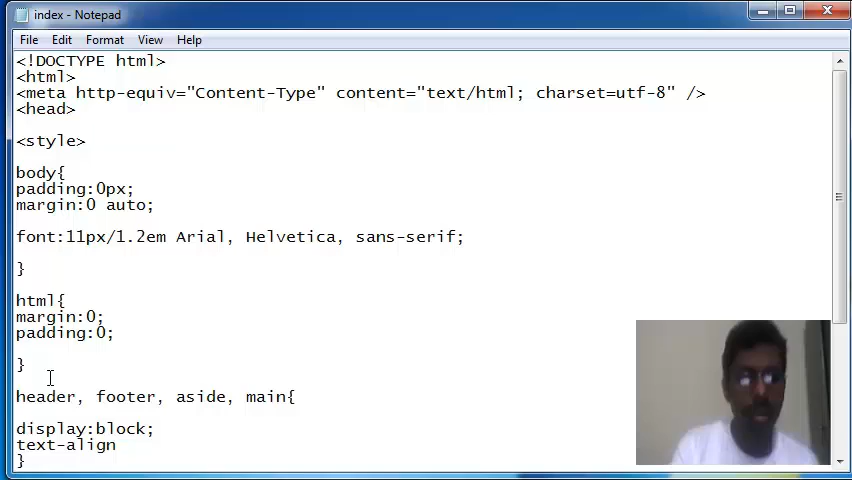 index - Notepad
File Edit Format View Help
<!DOCTYPE html>
<html>
<meta http-equiv="Content-Type" content="text/html; charset=utf-8" />
<head>
<style>
body{
padding:0px;
margin:0 auto;
font:11px/1.2em Arial, Helvetica, sans-serif;
}
html{
margin:0;
padding:0;
}
header, footer, aside, main{
display:block;
text-align
}